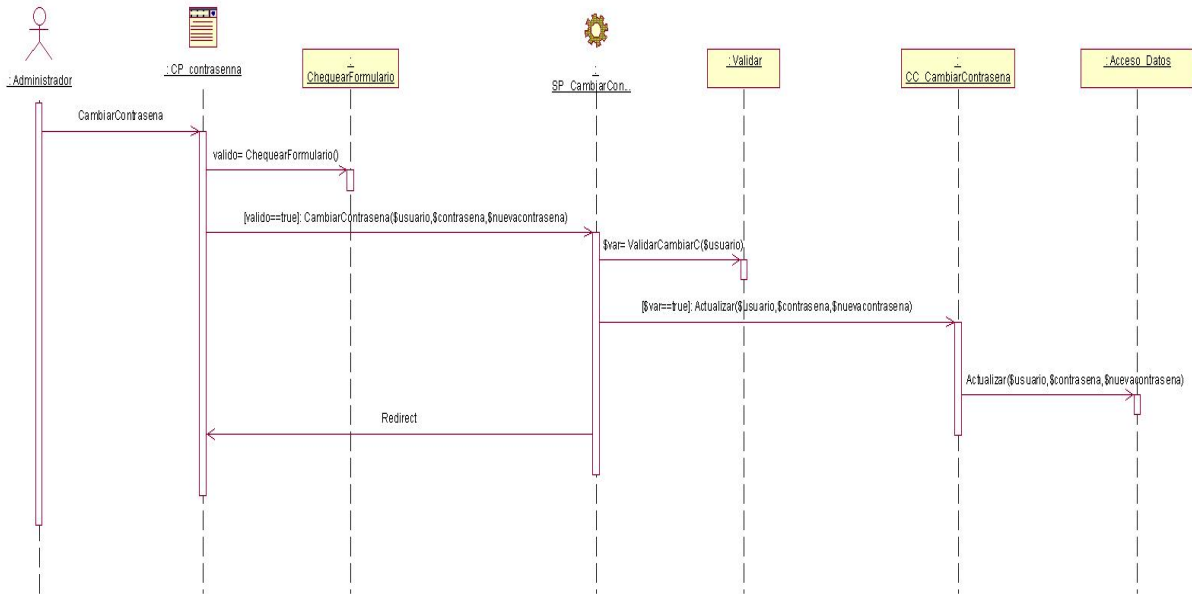 : Administrador
: CP_contrasenna
:
ChequearFormulario
:
SP_CambiarCon...
: Validar
:
CC_CambiarContrasena
: Acceso_Datos
CambiarContrasena
valido= ChequearFormulario()
[valido==true]: CambiarContrasena($usuario,$contrasena,$nuevacontrasena)
$var= ValidarCambiarC($usuario)
[$var==true]: Actualizar($usuario,$contrasena,$nuevacontrasena)
Actualizar($usuario,$contrasena,$nuevacontrasena)
Redirect